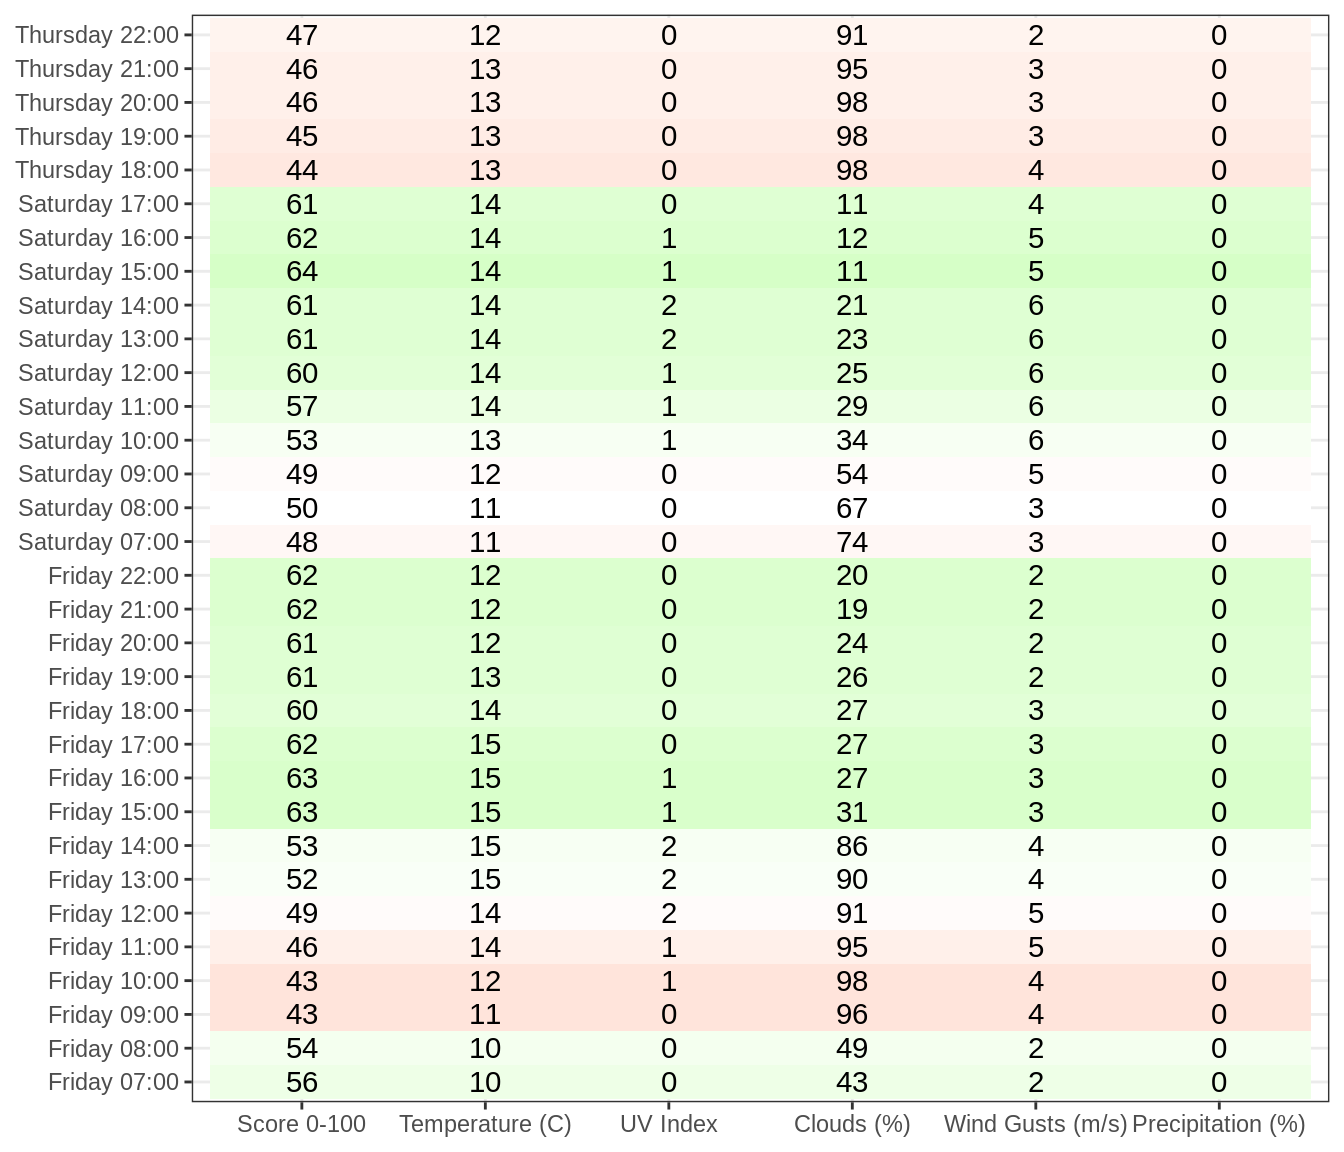 Thursday 22:00 47 12 0 91 2 0
Thursday 21:00 46 13 0 95 3 0
Thursday 20:00 46 13 0 98 3 0
Thursday 19:00 45 13 0 98 3 0
Thursday 18:00 44 13 0 98 4 0
Saturday 17:00 61 14 0 11 4 0
Saturday 16:00 62 14 1 12 5 0
Saturday 15:00 64 14 1 11 5 0
Saturday 14:00 61 14 2 21 6 0
Saturday 13:00 61 14 2 23 6 0
Saturday 12:00 60 14 1 25 6 0
Saturday 11:00 57 14 1 29 6 0
Saturday 10:00 53 13 1 34 6 0
Saturday 09:00 49 12 0 54 5 0
Saturday 08:00 50 11 0 67 3 0
Saturday 07:00 48 11 0 74 3 0
Friday 22:00 62 12 0 20 2 0
Friday 21:00 62 12 0 19 2 0
Friday 20:00 61 12 0 24 2 0
Friday 19:00 61 13 0 26 2 0
Friday 18:00 60 14 0 27 3 0
Friday 17:00 62 15 0 27 3 0
Friday 16:00 63 15 1 27 3 0
Friday 15:00 63 15 1 31 3 0
Friday 14:00 53 15 2 86 4 0
Friday 13:00 52 15 2 90 4 0
Friday 12:00 49 14 2 91 5 0
Friday 11:00 46 14 1 95 5 0
Friday 10:00 43 12 1 98 4 0
Friday 09:00 43 11 0 96 4 0
Friday 08:00 54 10 0 49 2 0
Friday 07:00 56 10 0 43 2 0
Score 0-100 Temperature (C) UV Index Clouds (%) Wind Gusts (m/s) Precipitation (%)